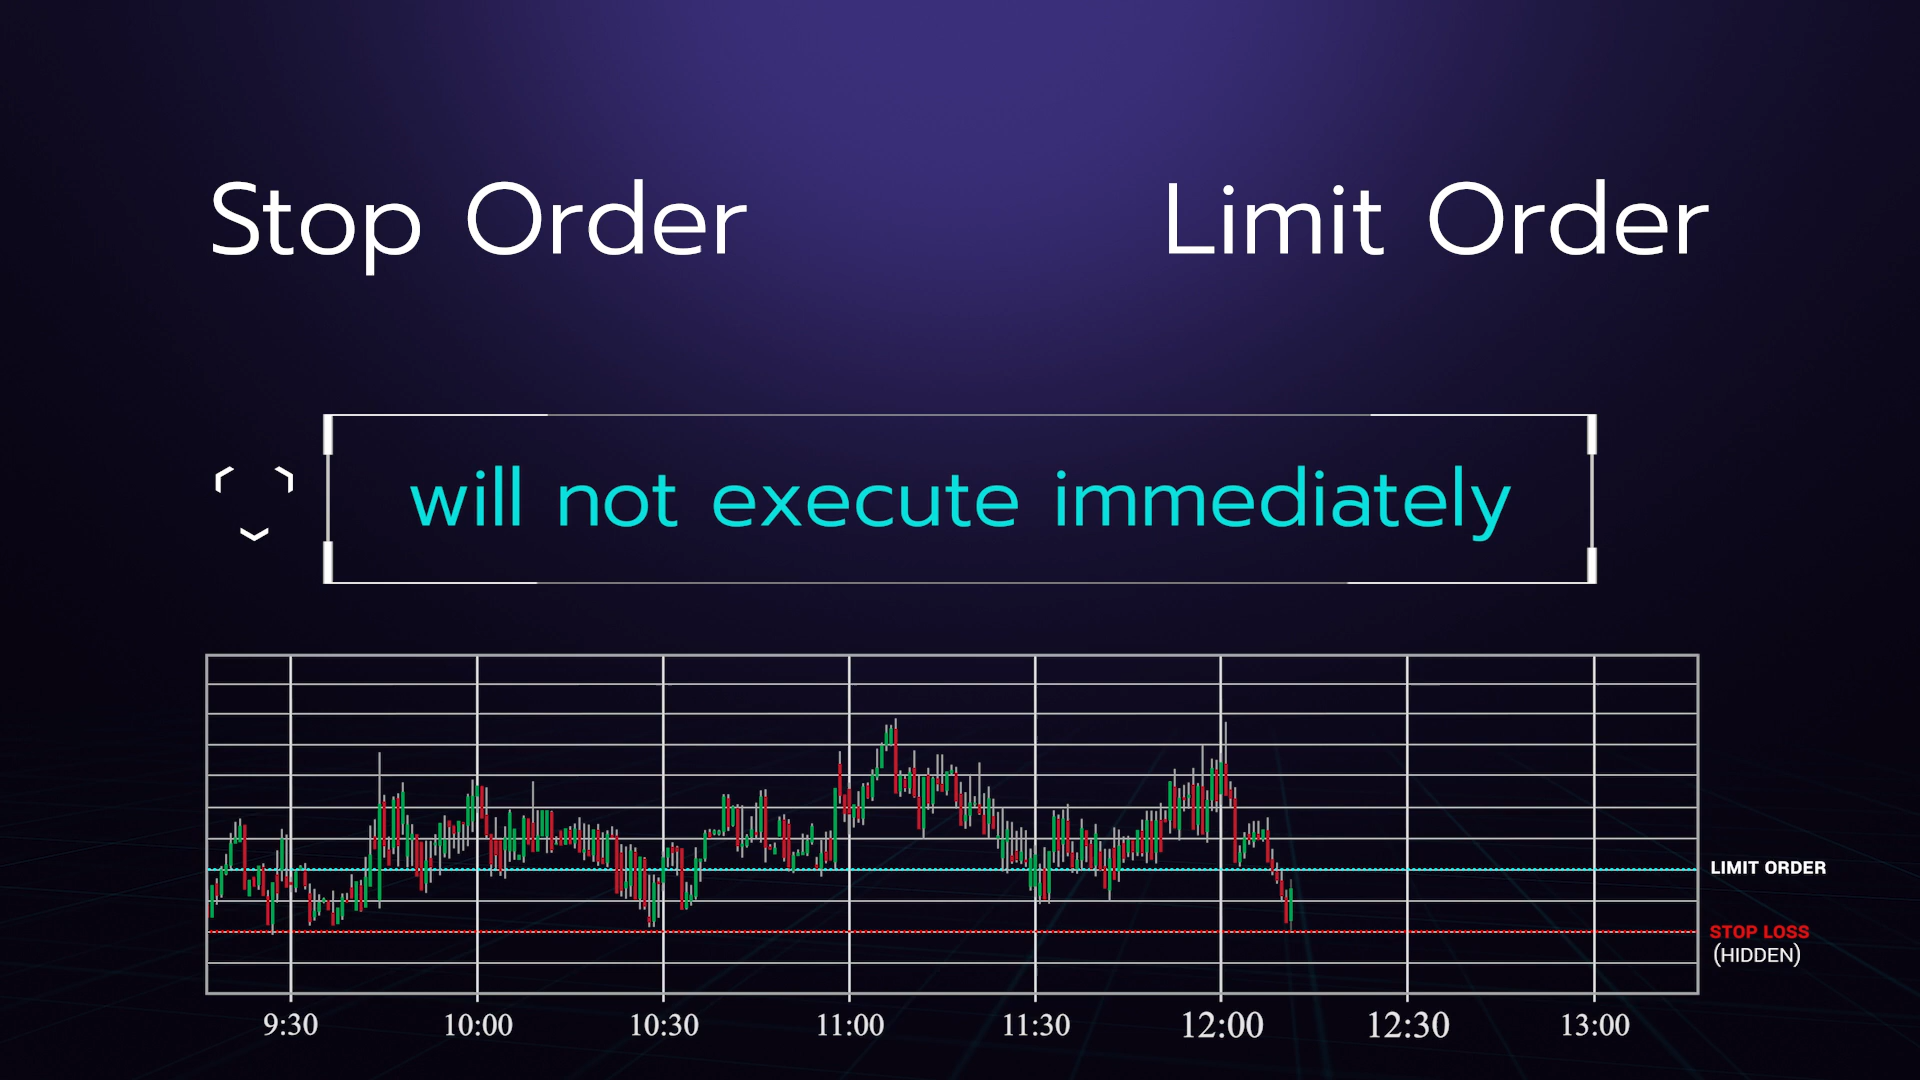 Stop Order
Limit Order
will not execute immediately
LIMIT ORDER
STOP LOSS
(HIDDEN)
9:30
10:00
10:30
11:00
11:30
12:00
12:30
13:00